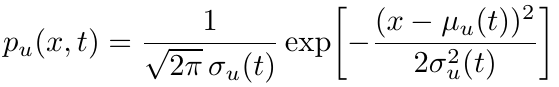 p_u(x, t) = \frac{1}{\sqrt{2\pi}\,\sigma_u(t)} \exp\left[-\frac{(x - \mu_u(t))^2}{2\sigma_u^2(t)}\right]